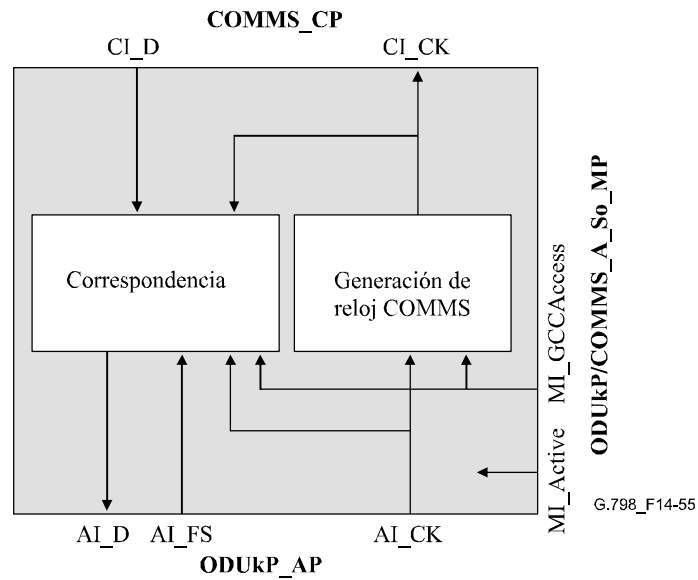 COMMS_CP
CI_D
CI_CK
Correspondencia
Generación de
reloj COMMS
MI_GCCAccess
MI_Active
ODUkP/COMMS_A_So_MP
G.798_F14-55
AI_D
AI_FS
AI_CK
ODUkP_AP